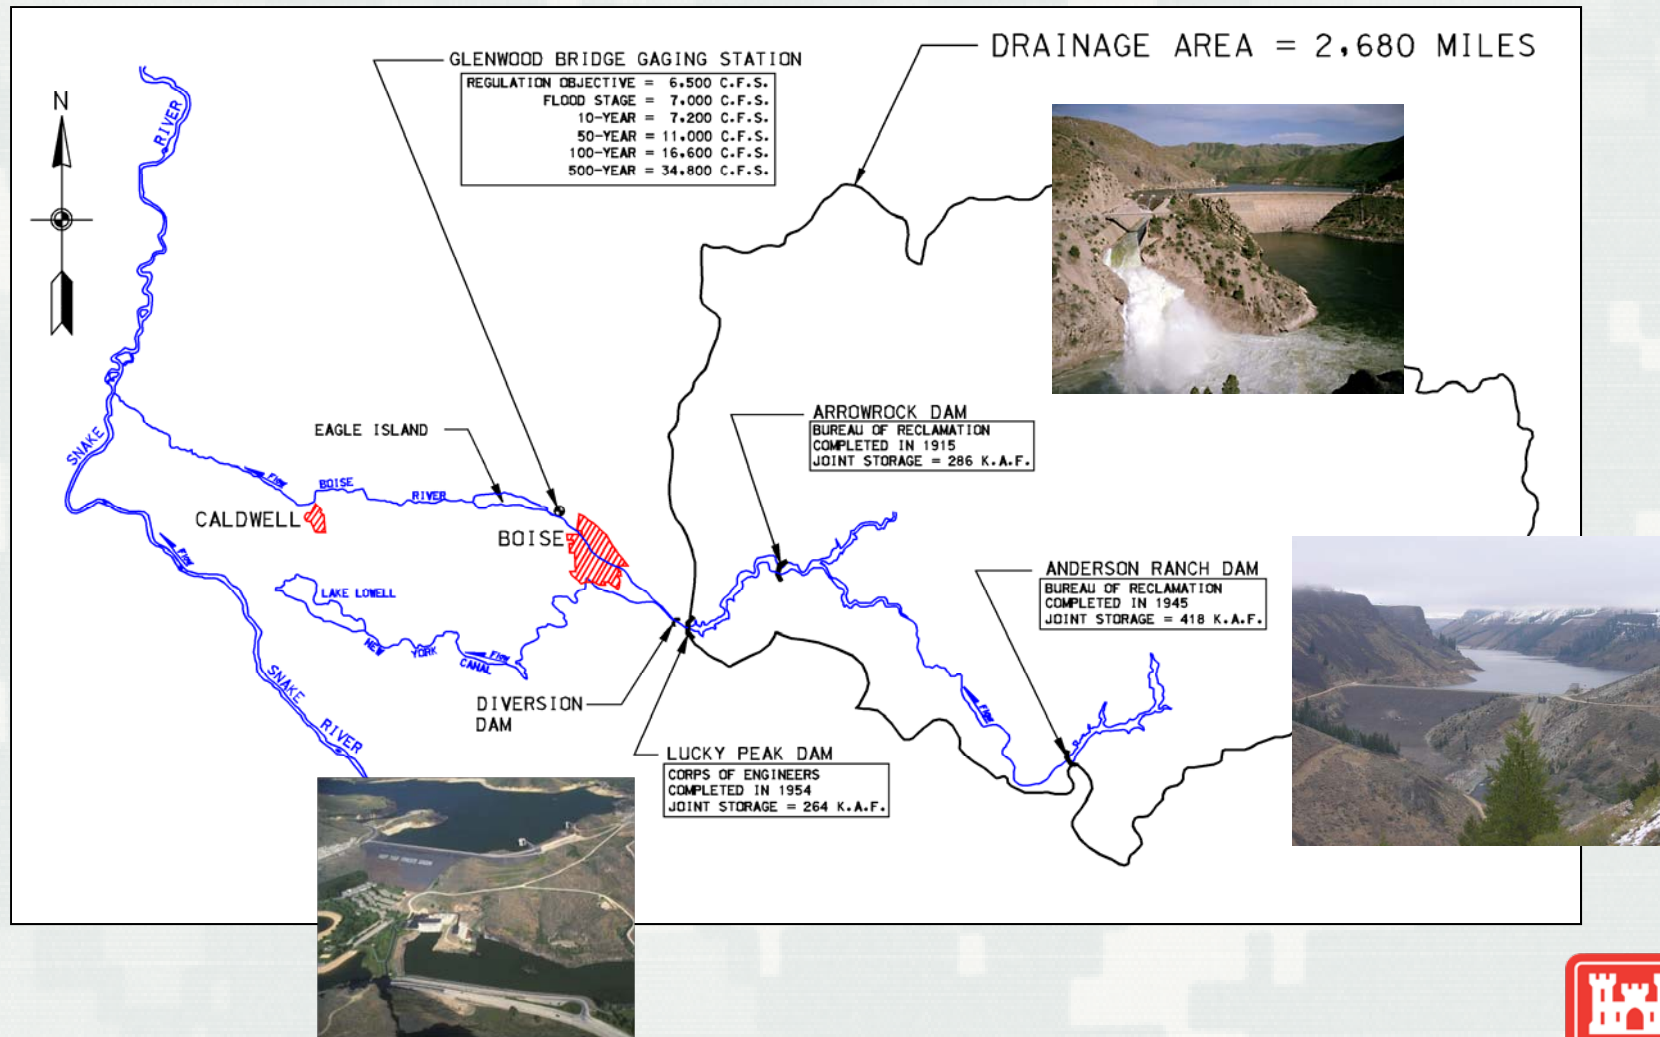 DRAINAGE AREA = 2,680 MILES
GLENWOOD BRIDGE GAGING STATION
REGULATION OBJECTIVE = 6,500 C.F.S.
FLOOD STAGE = 7,000 C.F.S.
10-YEAR = 7,200 C.F.S.
50-YEAR = 11,000 C.F.S.
100-YEAR = 16,600 C.F.S.
500-YEAR = 34,800 C.F.S.
N
RIVER
SNAKE
EAGLE ISLAND
ARROWROCK DAM
BUREAU OF RECLAMATION
COMPLETED IN 1915
JOINT STORAGE = 286 K.A.F.
Flow
BOISE
RIVER
CALDWELL
BOISE
Flow
LAKE LOWELL
NEW
YORK
CANAL
Flow
ANDERSON RANCH DAM
BUREAU OF RECLAMATION
COMPLETED IN 1945
JOINT STORAGE = 418 K.A.F.
SNAKE
RIVER
DIVERSION
DAM
Flow
LUCKY PEAK DAM
CORPS OF ENGINEERS
COMPLETED IN 1954
JOINT STORAGE = 264 K.A.F.